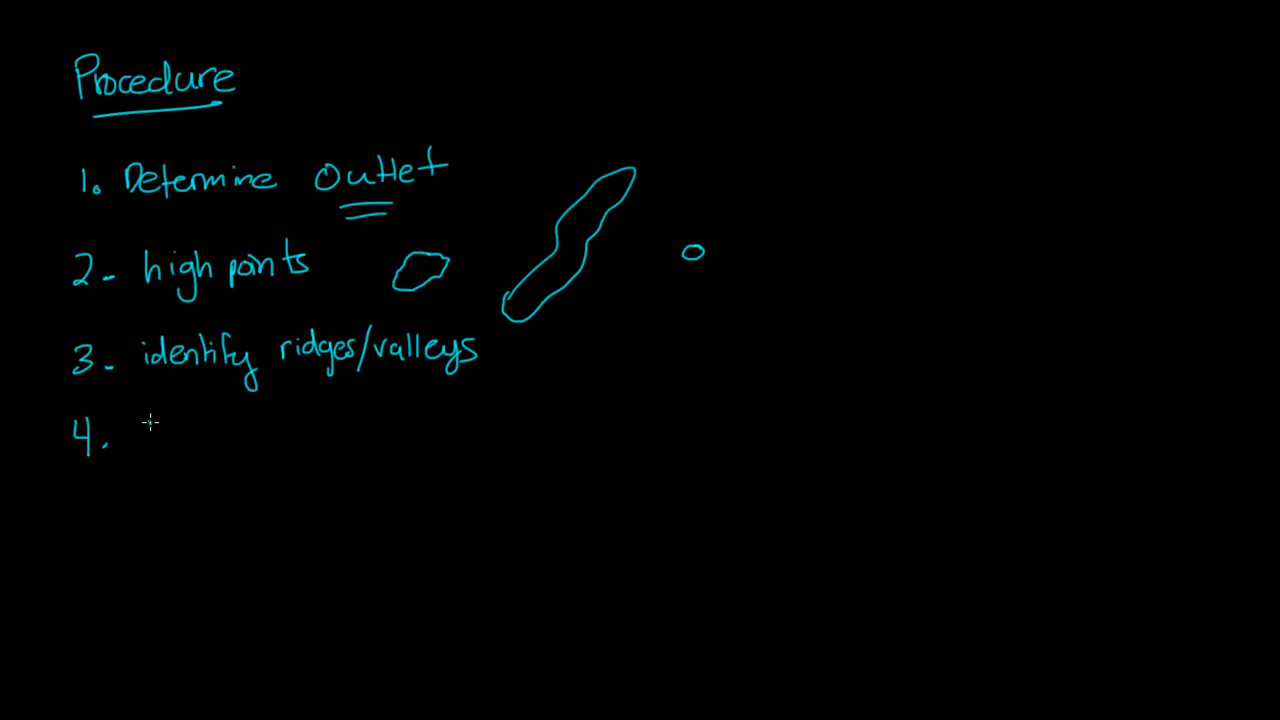 Procedure
1. Determine Outlet
2- high points
3- identify ridges/valleys
4.